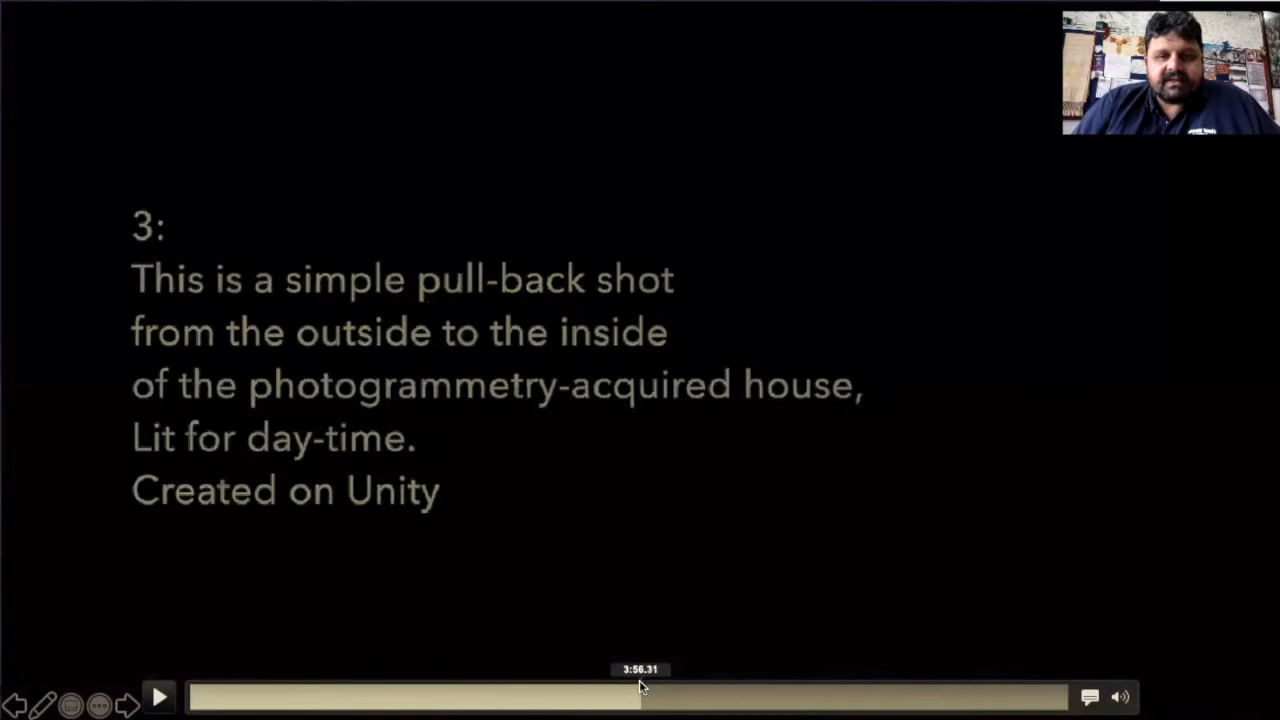 3:
This is a simple pull-back shot
from the outside to the inside
of the photogrammetry-acquired house,
Lit for day-time.
Created on Unity
3:56.31